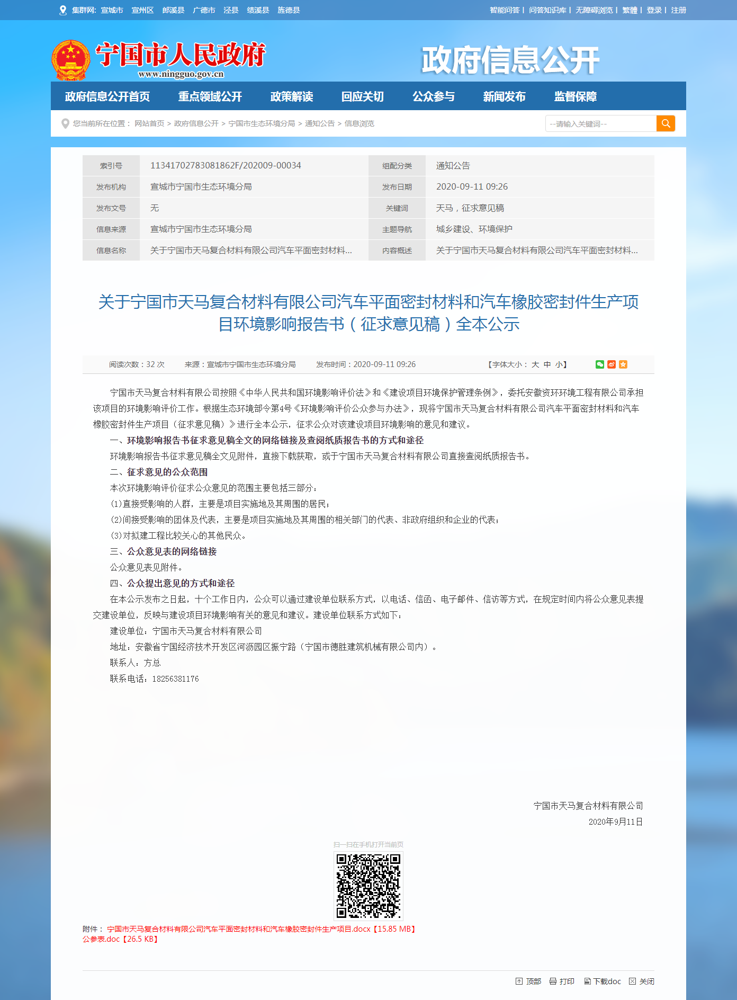 集群网: 宣城市 宣州区 郎溪县 广德市 泾县 绩溪县 旌德县
智能问答 | 问答知识库 | 无障碍浏览 | 繁體 | 登录 | 注册
宁国市人民政府
www.ningguo.gov.cn
政府信息公开
政府信息公开首页 重点领域公开 政策解读 回应关切 公众参与 新闻发布 监督保障
您当前所在位置： 网站首页 > 政府信息公开 > 宁国市生态环境分局 > 通知公告 > 信息浏览
--请输入关键词--
索引号 11341702783081862F/202009-00034 组配分类 通知公告
发布机构 宣城市宁国市生态环境分局 发布日期 2020-09-11 09:26
发布文号 无 关键词 天马，征求意见稿
信息来源 宣城市宁国市生态环境分局 主题导航 城乡建设、环境保护
信息名称 关于宁国市天马复合材料有限公司汽车平面密封材料... 内容概述 关于宁国市天马复合材料有限公司汽车平面密封材料...
关于宁国市天马复合材料有限公司汽车平面密封材料和汽车橡胶密封件生产项
目环境影响报告书（征求意见稿）全本公示
阅读次数：32 次 来源：宣城市宁国市生态环境分局 发布时间：2020-09-11 09:26 【字体大小： 大 中 小】
宁国市天马复合材料有限公司按照《中华人民共和国环境影响评价法》和《建设项目环境保护管理条例》，委托安徽资环环境工程有限公司承担
该项目的环境影响评价工作。根据生态环境部令第4号《环境影响评价公众参与办法》，现将宁国市天马复合材料有限公司汽车平面密封材料和汽车
橡胶密封件生产项目（征求意见稿）》进行全本公示，征求公众对该建设项目环境影响的意见和建议。
一、环境影响报告书征求意见稿全文的网络链接及查阅纸质报告书的方式和途径
环境影响报告书征求意见稿全文见附件，直接下载获取，或于宁国市天马复合材料有限公司直接查阅纸质报告书。
二、征求意见的公众范围
本次环境影响评价征求公众意见的范围主要包括三部分：
(1)直接受影响的人群，主要是项目实施地及其周围的居民；
(2)间接受影响的团体及代表，主要是项目实施地及其周围的相关部门的代表、非政府组织和企业的代表；
(3)对拟建工程比较关心的其他民众。
三、公众意见表的网络链接
公众意见表见附件。
四、公众提出意见的方式和途径
在本公示发布之日起，十个工作日内，公众可以通过建设单位联系方式，以电话、信函、电子邮件、信访等方式，在规定时间内将公众意见表提
交建设单位，反映与建设项目环境影响有关的意见和建议。建设单位联系方式如下：
建设单位：宁国市天马复合材料有限公司
地址：安徽省宁国经济技术开发区河沥园区振宁路（宁国市德胜建筑机械有限公司内）。
联系人：方总
联系电话：18256381176
宁国市天马复合材料有限公司
2020年9月11日
扫一扫在手机打开当前页
附件： 宁国市天马复合材料有限公司汽车平面密封材料和汽车橡胶密封件生产项目.docx【15.85 MB】
公参表.doc【26.5 KB】
顶部 打印 下载doc 关闭